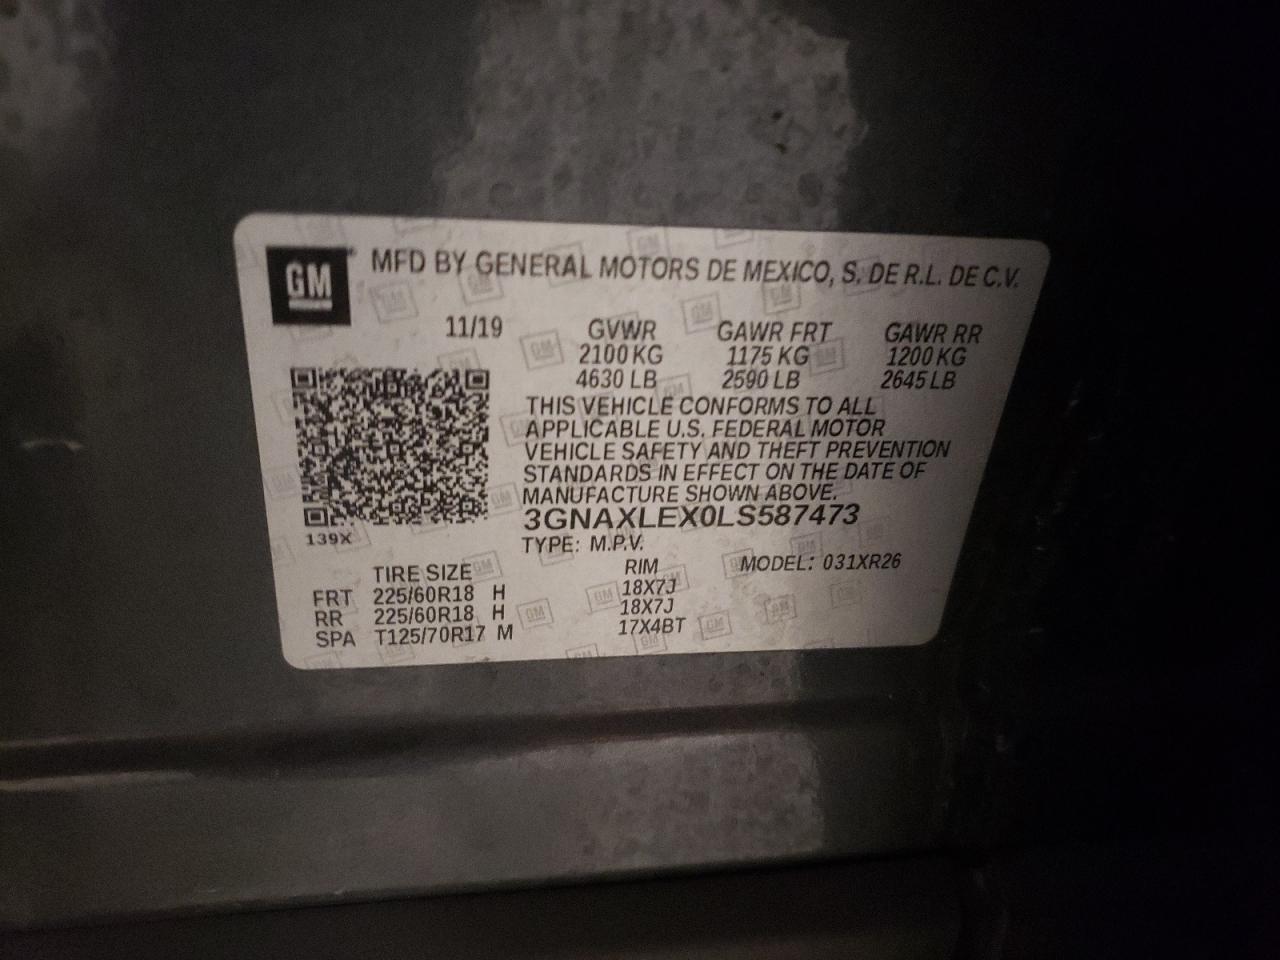 GM MFD BY GENERAL MOTORS DE MEXICO, S. DE R.L. DE C.V.
11/19 GVWR GAWR FRT GAWR RR
2100 KG 1175 KG 1200 KG
4630 LB 2590 LB 2645 LB
THIS VEHICLE CONFORMS TO ALL
APPLICABLE U.S. FEDERAL MOTOR
VEHICLE SAFETY AND THEFT PREVENTION
STANDARDS IN EFFECT ON THE DATE OF
MANUFACTURE SHOWN ABOVE.
3GNAXLEX0LS587473
139X
TYPE: M.P.V. MODEL: 031XR26
TIRE SIZE RIM
FRT 225/60R18 H 18X7J
RR 225/60R18 H 18X7J
SPA T125/70R17 M 17X4BT